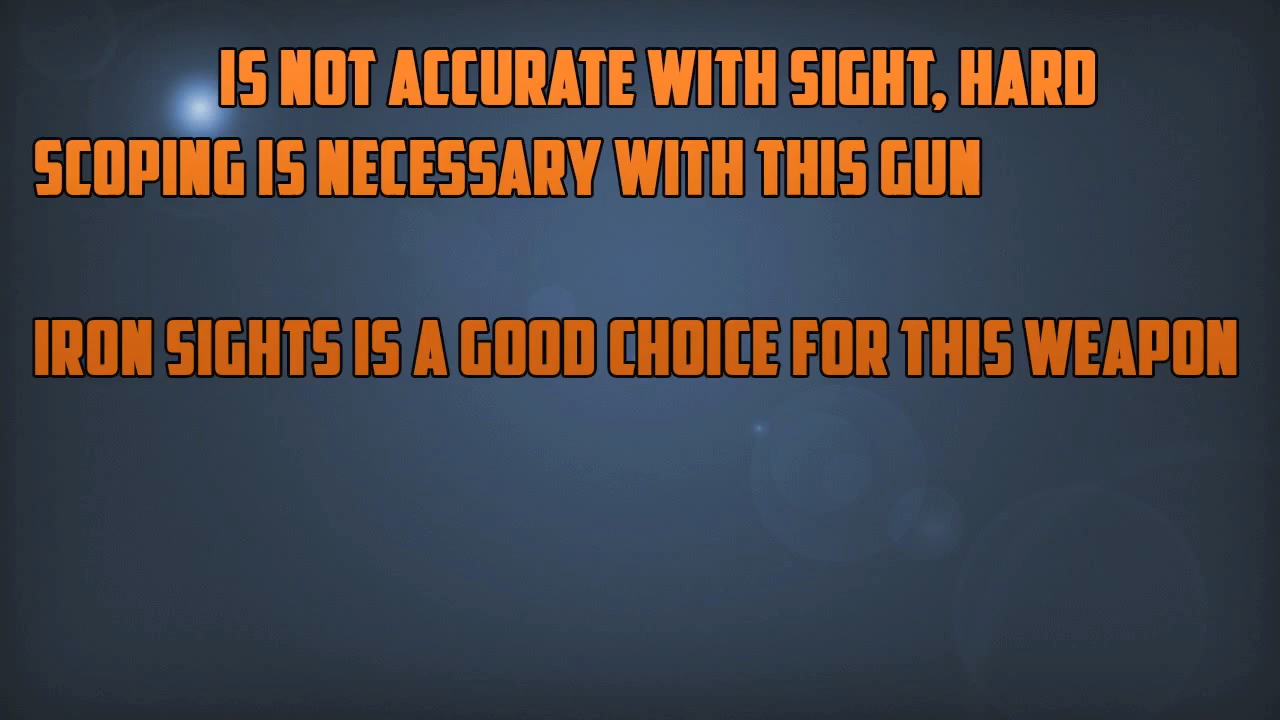 IS NOT ACCURATE WITH SIGHT, HARD
SCOPING IS NECESSARY WITH THIS GUN
IRON SIGHTS IS A GOOD CHOICE FOR THIS WEAPON